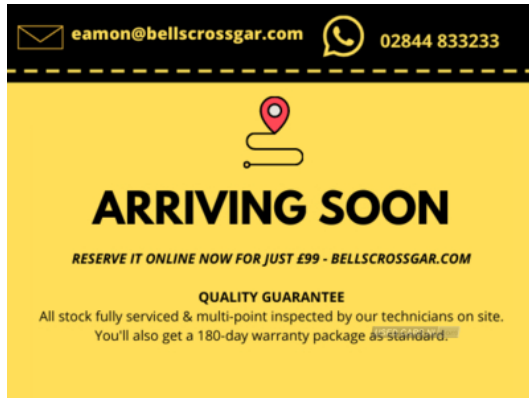 eamon@bellscrossgar.com
02844 833233
ARRIVING SOON
RESERVE IT ONLINE NOW FOR JUST £99 - BELLSCROSSGAR.COM
QUALITY GUARANTEE
All stock fully serviced & multi-point inspected by our technicians on site.
You'll also get a 180-day warranty package as standard.